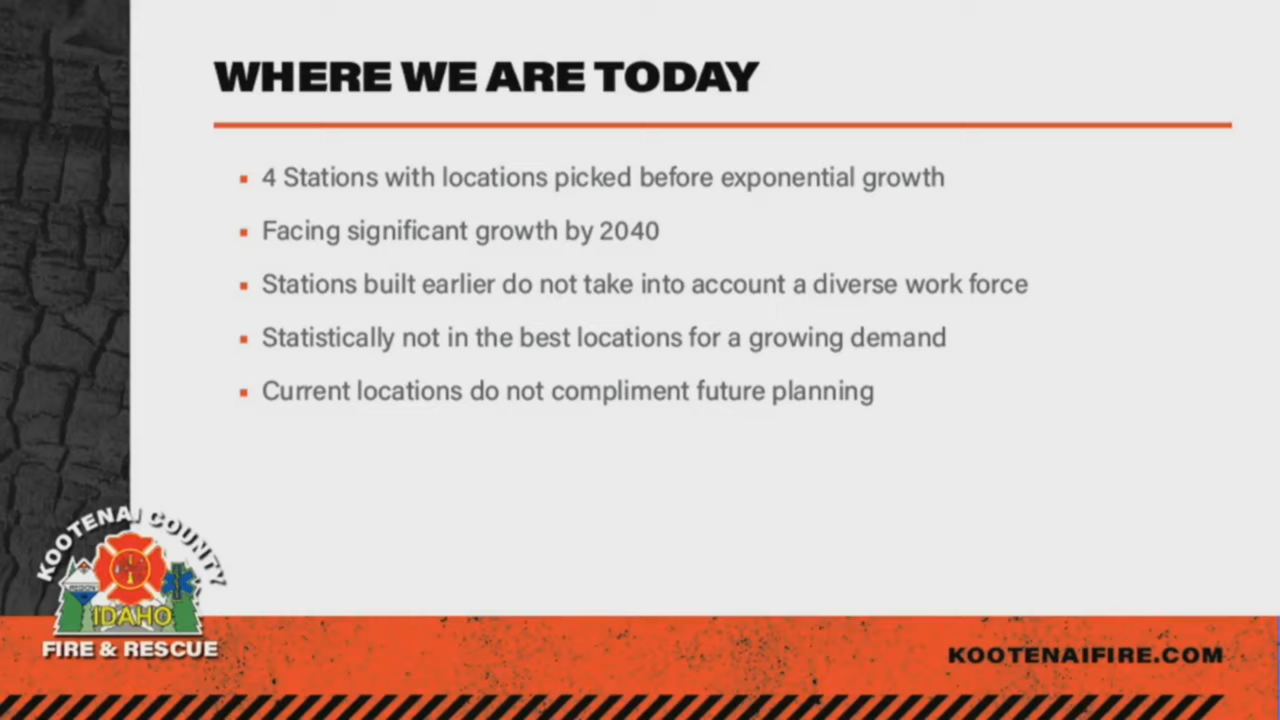 WHERE WE ARE TODAY
4 Stations with locations picked before exponential growth
Facing significant growth by 2040
Stations built earlier do not take into account a diverse work force
Statistically not in the best locations for a growing demand
Current locations do not compliment future planning
KOOTENAI COUNTY
IDAHO
FIRE & RESCUE
KOOTENAIFIRE.COM